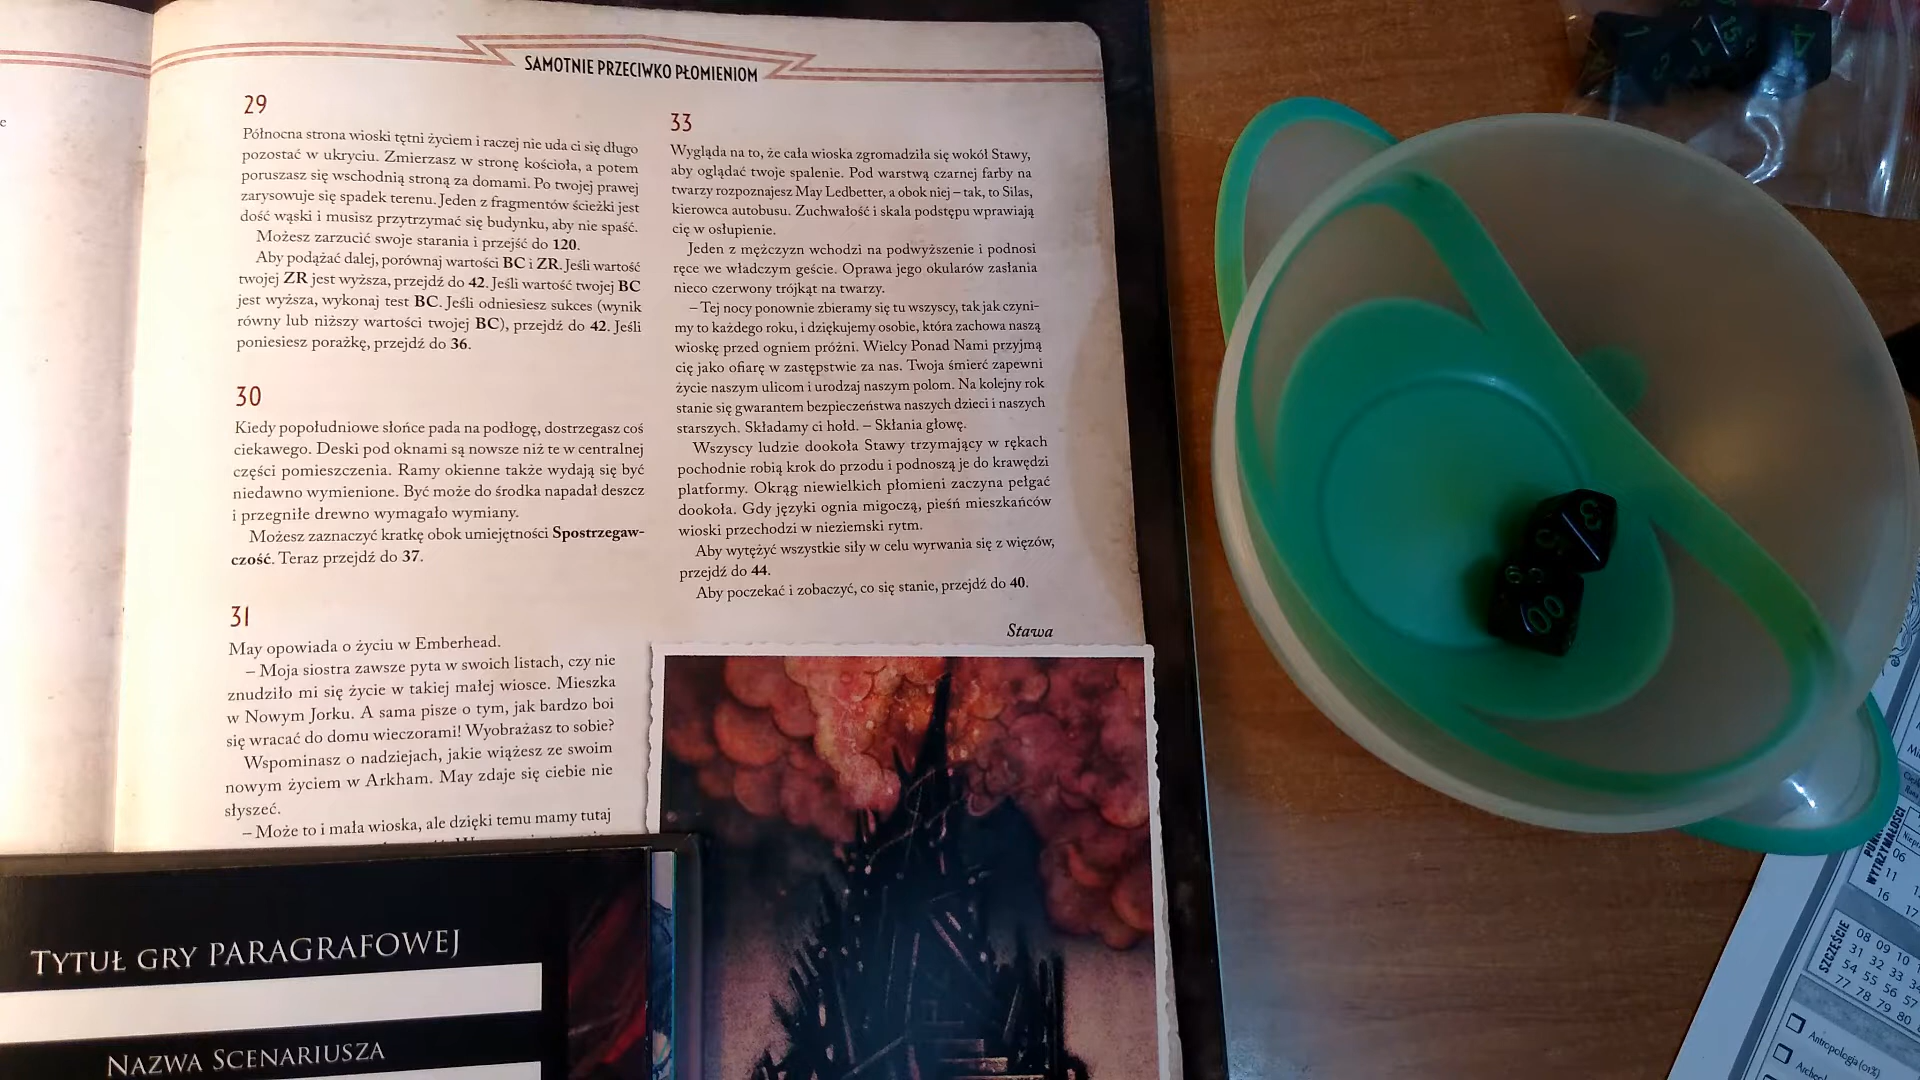 SAMOTNIE PRZECIWKO PŁOMIENIOM
29
Północna strona wioski tętni życiem i raczej nie uda ci się długo
pozostać w ukryciu. Zmierzasz w stronę kościoła, a potem
poruszasz się wschodnią stroną za domami. Po twojej prawej
zarysowuje się spadek terenu. Jeden z fragmentów ścieżki jest
dość wąski i musisz przytrzymać się budynku, aby nie spaść.
Możesz zarzucić swoje starania i przejść do 120.
Aby podążać dalej, porównaj wartości BC i ZR. Jeśli wartość
twojej ZR jest wyższa, przejdź do 42. Jeśli wartość twojej BC
jest wyższa, wykonaj test BC. Jeśli odniesiesz sukces (wynik
równy lub niższy wartości twojej BC), przejdź do 42. Jeśli
poniesiesz porażkę, przejdź do 36.
30
Kiedy popołudniowe słońce pada na podłogę, dostrzegasz coś
ciekawego. Deski pod oknami są nowsze niż te w centralnej
części pomieszczenia. Ramy okienne także wydają się być
niedawno wymienione. Być może do środka napadał deszcz
i przegniłe drewno wymagało wymiany.
Możesz zaznaczyć kratkę obok umiejętności Spostrzegaw-
czość. Teraz przejdź do 37.
31
May opowiada o życiu w Emberhead.
– Moja siostra zawsze pyta w swoich listach, czy nie
znudziło mi się życie w takiej małej wiosce. Mieszka
w Nowym Jorku. A sama pisze o tym, jak bardzo boi
się wracać do domu wieczorami! Wyobrażasz to sobie?
Wspominasz o nadziejach, jakie wiążesz ze swoim
nowym życiem w Arkham. May zdaje się ciebie nie
słyszeć.
– Może to i mała wioska, ale dzięki temu mamy tutaj
33
Wygląda na to, że cała wioska zgromadziła się wokół Stawy,
aby oglądać twoje spalenie. Pod warstwą czarnej farby na
twarzy rozpoznajesz May Ledbetter, a obok niej – tak, to Silas,
kierowca autobusu. Zuchwałość i skala podstępu wprawiają
cię w osłupienie.
Jeden z mężczyzn wchodzi na podwyższenie i podnosi
ręce we władczym geście. Oprawa jego okularów zasłania
nieco czerwony trójkąt na twarzy.
– Tej nocy ponownie zbieramy się tu wszyscy, tak jak czyni-
my to każdego roku, i dziękujemy osobie, która zachowa naszą
wioskę przed ogniem próżni. Wielcy Ponad Nami przyjmą
cię jako ofiarę w zastępstwie za nas. Twoja śmierć zapewni
życie naszym ulicom i urodzaj naszym polom. Na kolejny rok
stanie się gwarantem bezpieczeństwa naszych dzieci i naszych
starszych. Składamy ci hołd. – Skłania głowę.
Wszyscy ludzie dookoła Stawy trzymający w rękach
pochodnie robią krok do przodu i podnoszą je do krawędzi
platformy. Okrąg niewielkich płomieni zaczyna pełgać
dookoła. Gdy języki ognia migoczą, pieśń mieszkańców
wioski przechodzi w nieziemski rytm.
Aby wytężyć wszystkie siły w celu wyrwania się z więzów,
przejdź do 44.
Aby poczekać i zobaczyć, co się stanie, przejdź do 40.
Stawa
TYTUŁ GRY PARAGRAFOWEJ
NAZWA SCENARIUSZA
3
5
00
WYTRZYMAŁOŚCI
06
11
16 17
SZCZĘŚCIE
08 09 10
31 32 33
54 55 56 57
77 78 79 80
Antropologia (01%)